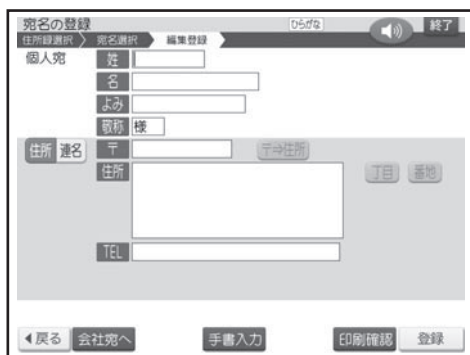 宛名の登録 ひらがな 終了
住所録選択 宛名選択 編集登録
個人宛 姓
名
よみ
敬称 様
住所 連名 〒 〒⇒住所
住所 丁目 番地
TEL
◀戻る 会社宛へ 手書入力 印刷確認 登録